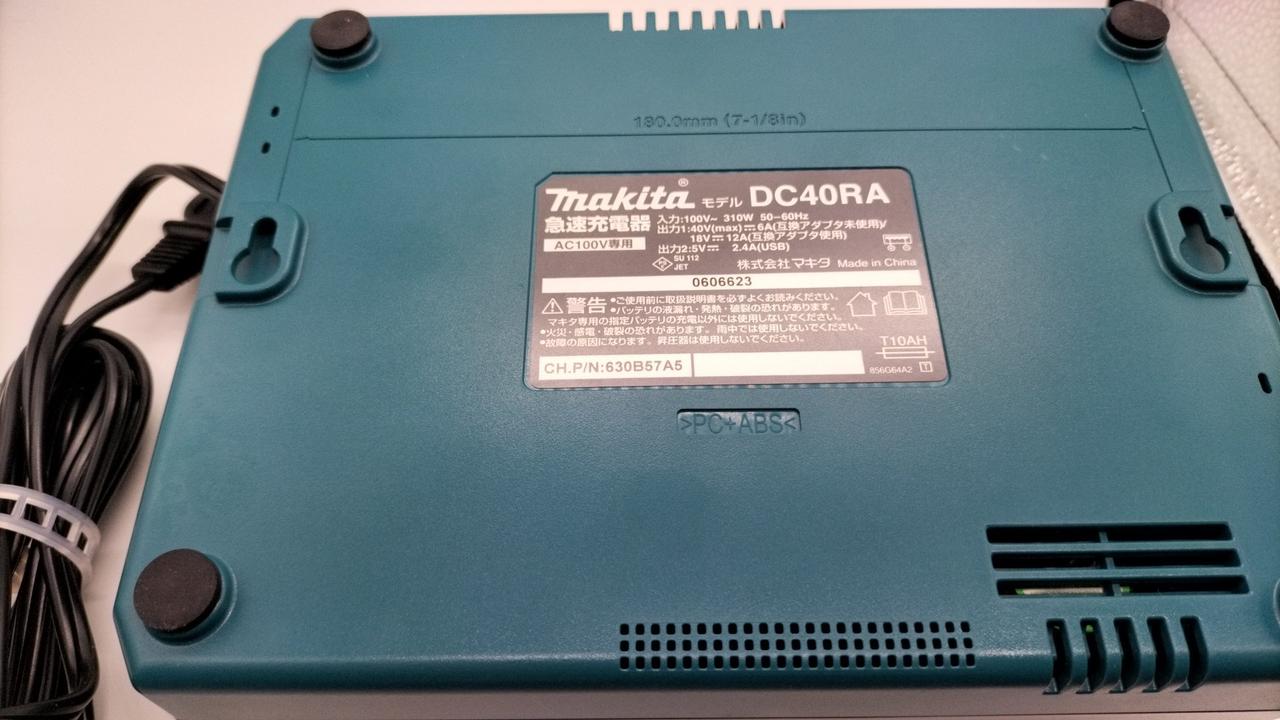 180.0mm (7-1/8in)
makita® モデル DC40RA
急速充電器
AC100V専用
入力:100V~ 310W 50-60Hz
出力1:40V(max)⎓6A(互換アダプタ未使用)/
18V⎓12A(互換アダプタ使用)
出力2:5V⎓ 2.4A(USB)
PS E SU 112
JET
株式会社マキタ Made in China
0606623
⚠警告 •ご使用前に取扱説明書を必ずよくお読みください。
•バッテリの液漏れ・発熱・破裂の恐れがあります。
マキタ専用の指定バッテリの充電以外には使用しないでください。
•火災・感電・破裂の恐れがあります。雨中では使用しないでください。
•故障の原因になります。昇圧器は使用しないでください。
T10AH
CH.P/N:630B57A5
856G64A2
>PC+ABS<